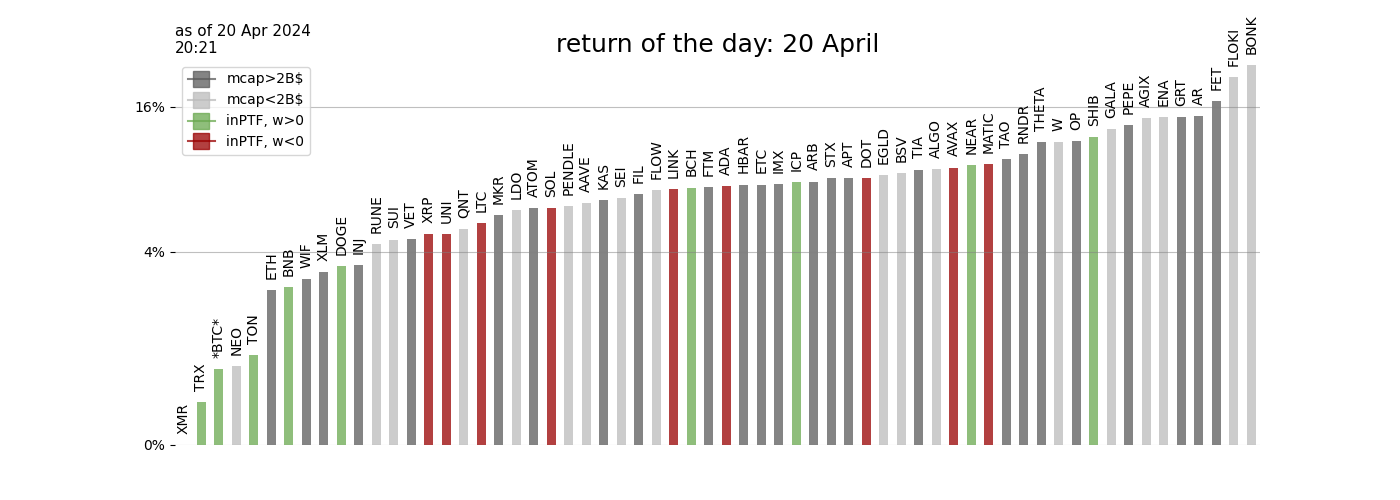 as of 20 Apr 2024
20:21
return of the day: 20 April
mcap>2B$
mcap<2B$
inPTF, w>0
inPTF, w<0
16%
4%
0%
XMR
TRX
*BTC*
NEO
TON
ETH
BNB
WIF
XLM
DOGE
INJ
RUNE
SUI
VET
XRP
UNI
QNT
LTC
MKR
LDO
ATOM
SOL
PENDLE
AAVE
KAS
SEI
FIL
FLOW
LINK
BCH
FTM
ADA
HBAR
ETC
IMX
ICP
ARB
STX
APT
DOT
EGLD
BSV
TIA
ALGO
AVAX
NEAR
MATIC
TAO
RNDR
THETA
W
OP
SHIB
GALA
PEPE
AGIX
ENA
GRT
AR
FET
FLOKI
BONK